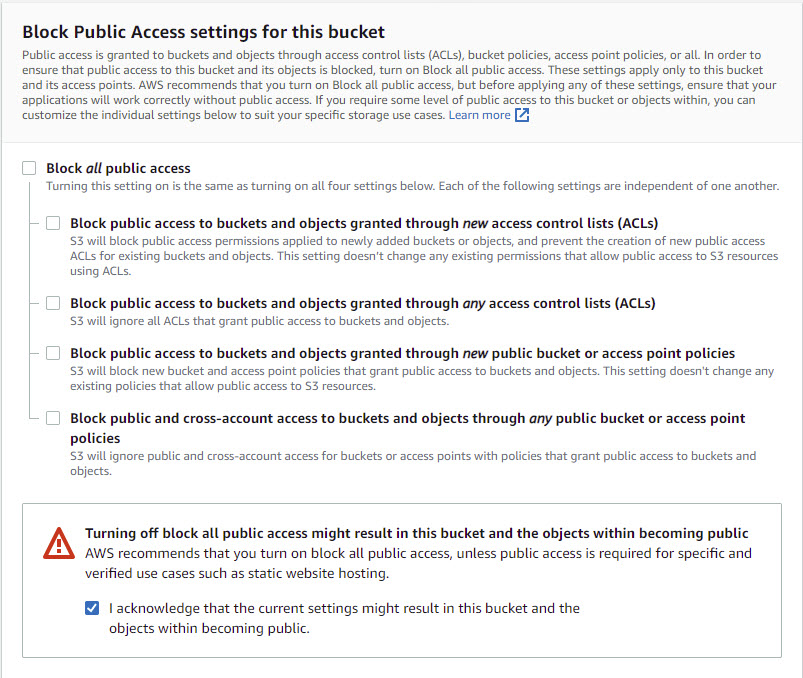 Block Public Access settings for this bucket
Public access is granted to buckets and objects through access control lists (ACLs), bucket policies, access point policies, or all. In order to
ensure that public access to this bucket and its objects is blocked, turn on Block all public access. These settings apply only to this bucket
and its access points. AWS recommends that you turn on Block all public access, but before applying any of these settings, ensure that your
applications will work correctly without public access. If you require some level of public access to this bucket or objects within, you can
customize the individual settings below to suit your specific storage use cases. Learn more
Block all public access
Turning this setting on is the same as turning on all four settings below. Each of the following settings are independent of one another.
Block public access to buckets and objects granted through new access control lists (ACLs)
S3 will block public access permissions applied to newly added buckets or objects, and prevent the creation of new public access
ACLs for existing buckets and objects. This setting doesn't change any existing permissions that allow public access to S3 resources
using ACLs.
Block public access to buckets and objects granted through any access control lists (ACLs)
S3 will ignore all ACLs that grant public access to buckets and objects.
Block public access to buckets and objects granted through new public bucket or access point policies
S3 will block new bucket and access point policies that grant public access to buckets and objects. This setting doesn't change any
existing policies that allow public access to S3 resources.
Block public and cross-account access to buckets and objects through any public bucket or access point
policies
S3 will ignore public and cross-account access for buckets or access points with policies that grant public access to buckets and
objects.
Turning off block all public access might result in this bucket and the objects within becoming public
AWS recommends that you turn on block all public access, unless public access is required for specific and
verified use cases such as static website hosting.
I acknowledge that the current settings might result in this bucket and the
objects within becoming public.